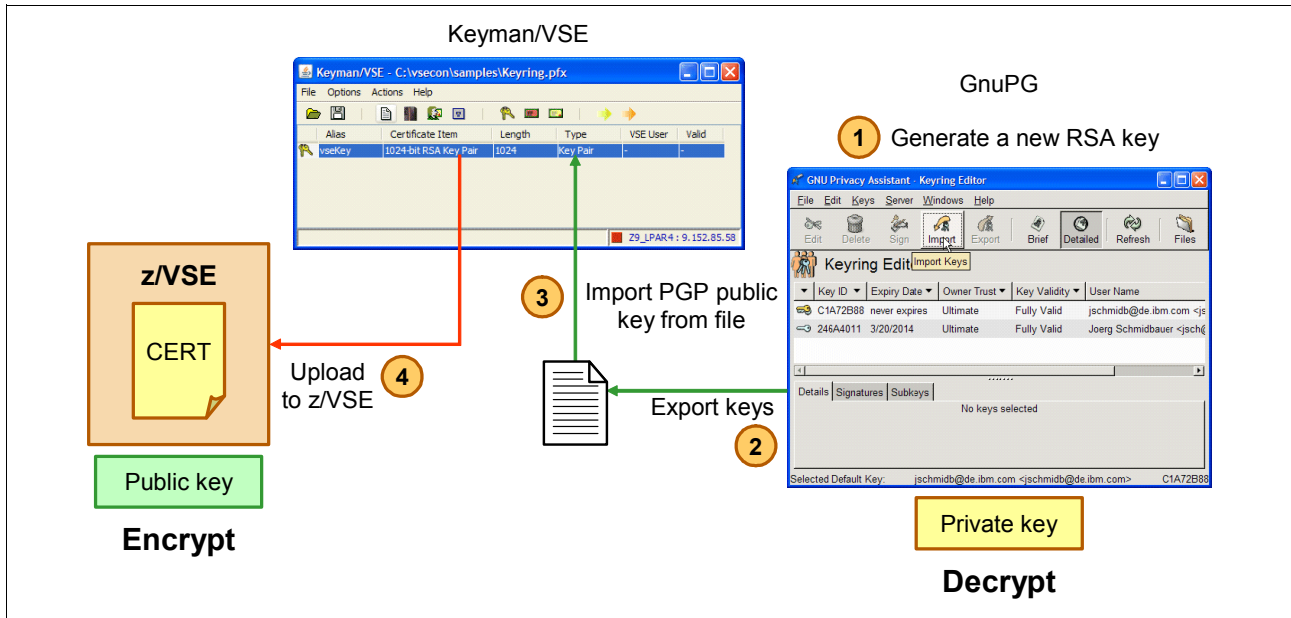 Keyman/VSE
Keyman/VSE - C:\vsecon\samples\Keyring.pfx
File Options Actions Help
Alias Certificate Item Length Type VSE User Valid
vseKey 1024-bit RSA Key Pair 1024 Key Pair - -
Z9_LPAR4 : 9.152.85.58
GnuPG
1 Generate a new RSA key
GNU Privacy Assistant - Keyring Editor
File Edit Keys Server Windows Help
Edit Delete Sign Import Export Brief Detailed Refresh Files
Keyring Edit
Import Keys
Key ID Expiry Date Owner Trust Key Validity User Name
C1A72B88 never expires Ultimate Fully Valid jschmidb@de.ibm.com <js
246A4011 3/20/2014 Ultimate Fully Valid Joerg Schmidbauer <jsch@
Details Signatures Subkeys
No keys selected
Selected Default Key: jschmidb@de.ibm.com <jschmidb@de.ibm.com> C1A72B88
3 Import PGP public
key from file
Export keys
2
Upload
to z/VSE
4
z/VSE
CERT
Public key
Encrypt
Private key
Decrypt